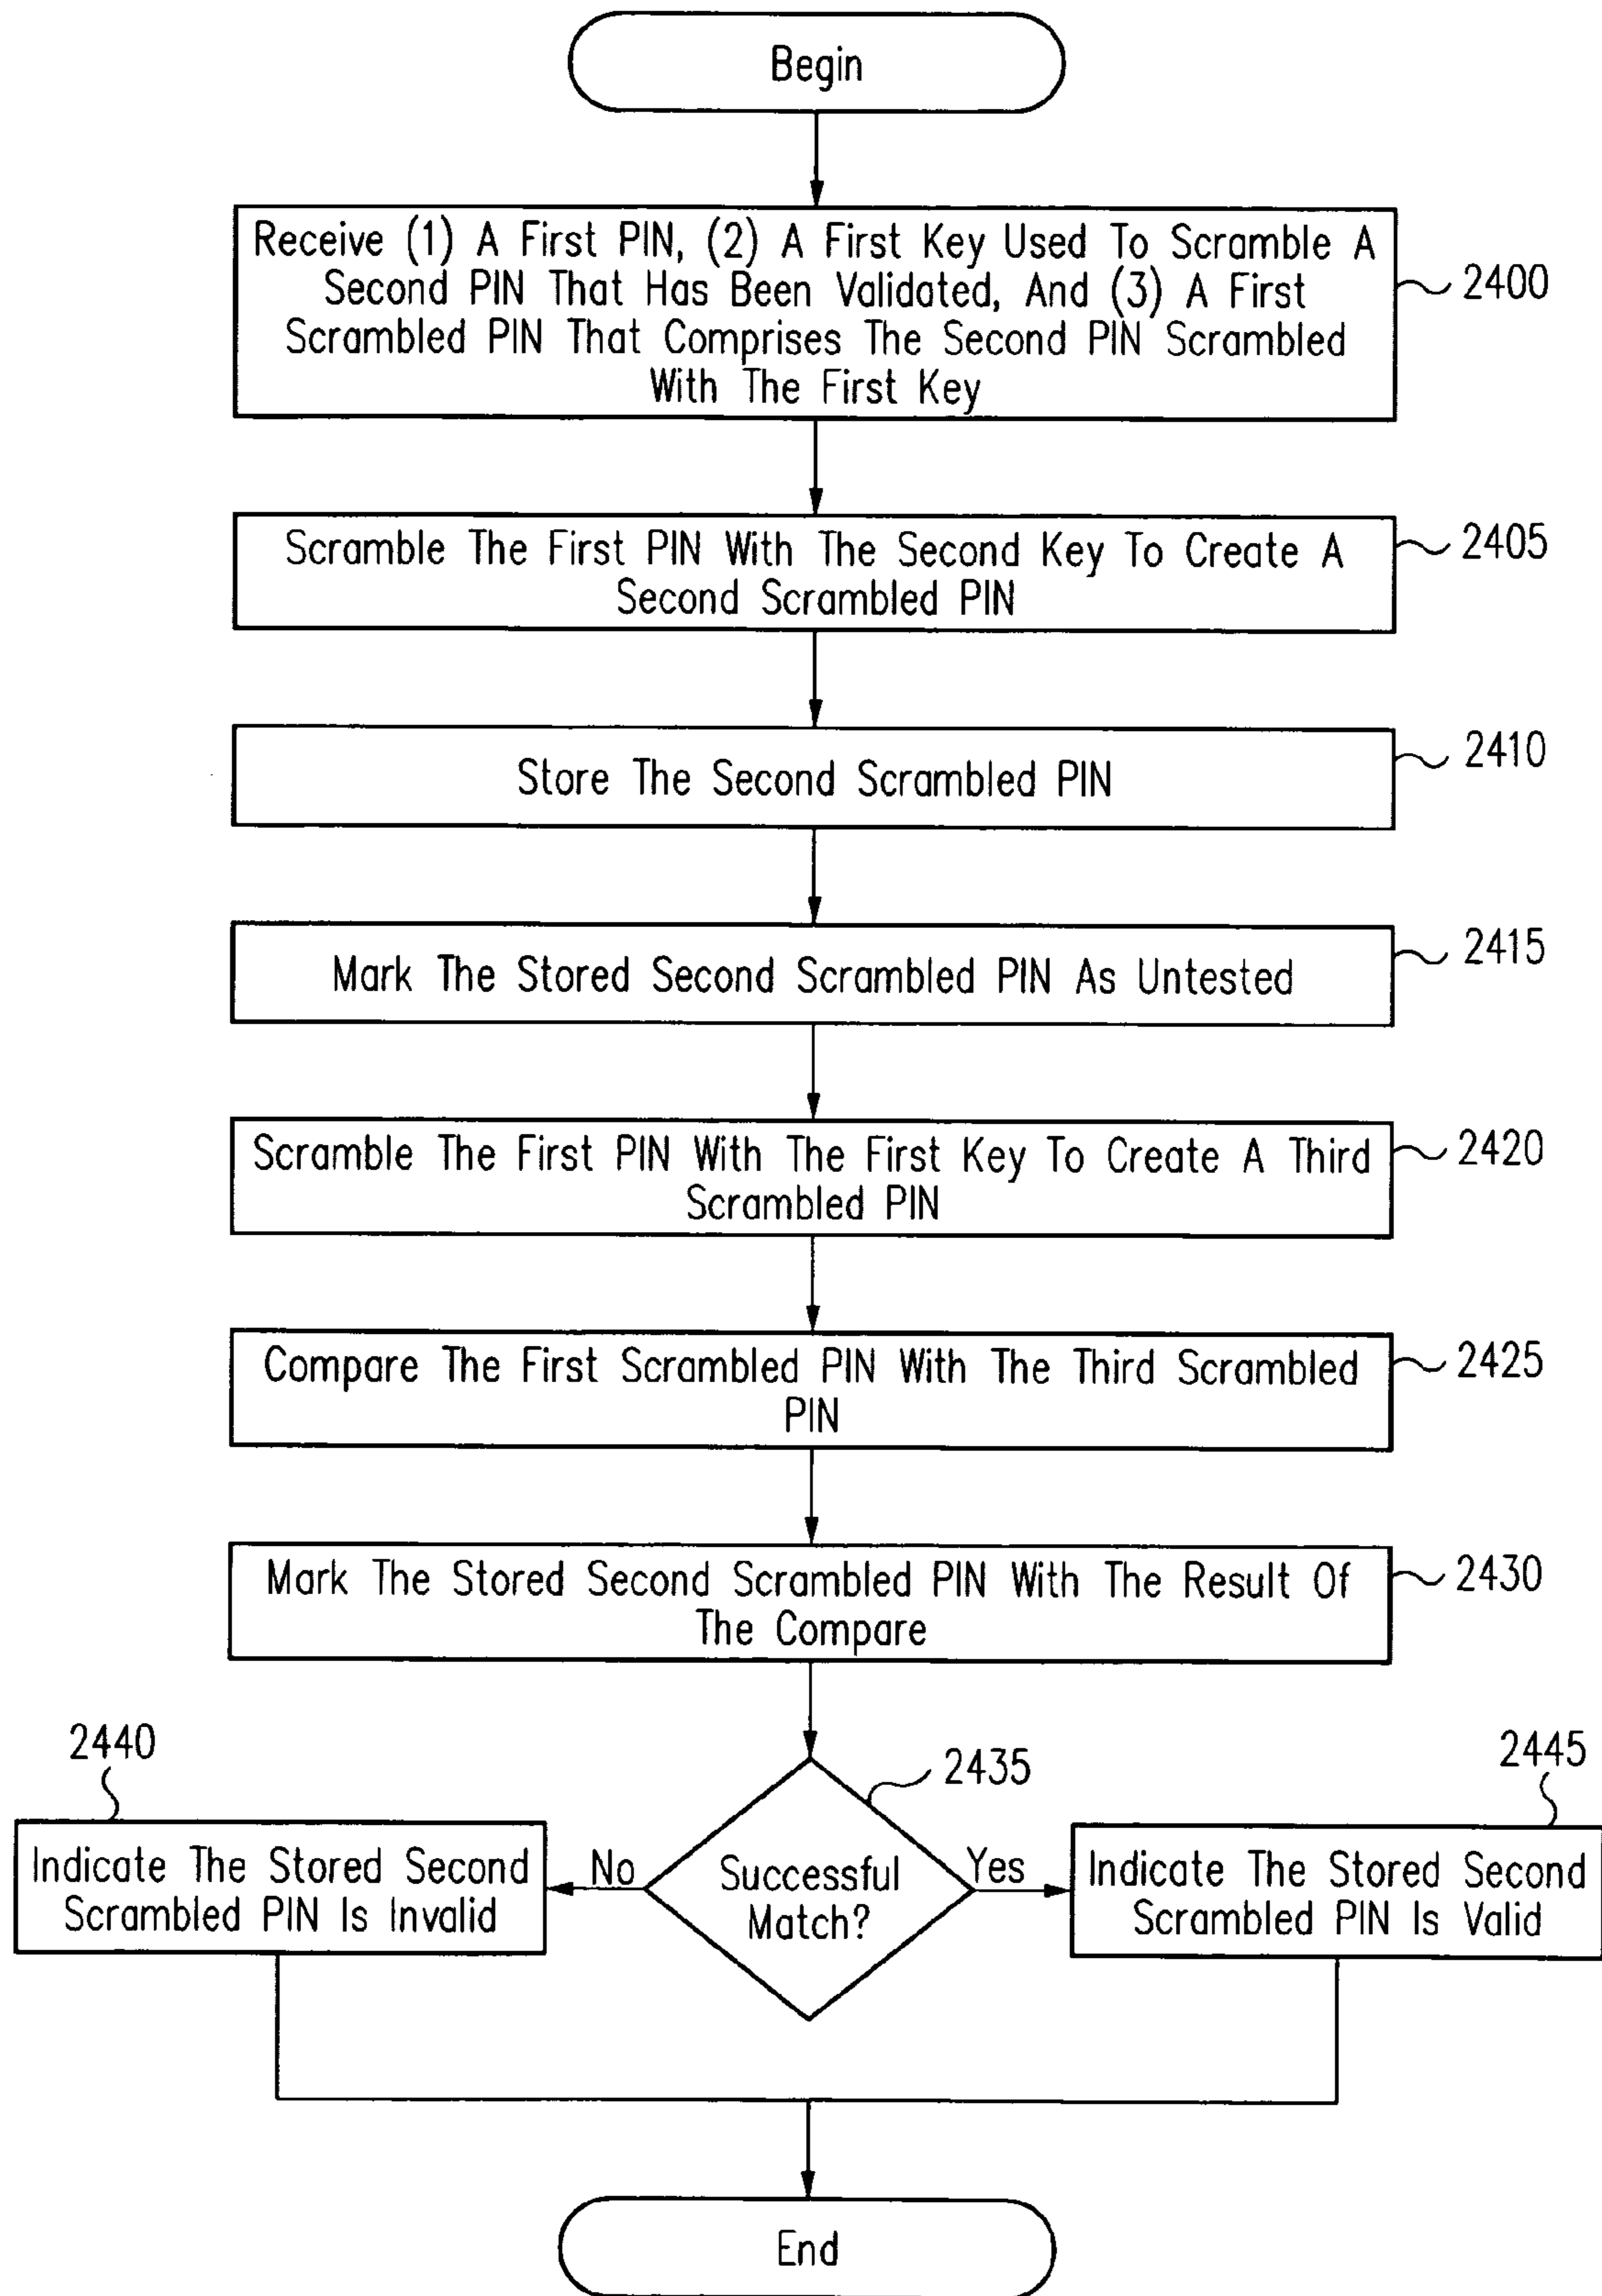 Begin
Receive (1) A First PIN, (2) A First Key Used To Scramble A
Second PIN That Has Been Validated, And (3) A First
Scrambled PIN That Comprises The Second PIN Scrambled
With The First Key
2400
Scramble The First PIN With The Second Key To Create A
Second Scrambled PIN
2405
Store The Second Scrambled PIN
2410
Mark The Stored Second Scrambled PIN As Untested
2415
Scramble The First PIN With The First Key To Create A Third
Scrambled PIN
2420
Compare The First Scrambled PIN With The Third Scrambled
PIN
2425
Mark The Stored Second Scrambled PIN With The Result Of
The Compare
2430
2440
Indicate The Stored Second
Scrambled PIN Is Invalid
No
2435
Successful
Match?
Yes
2445
Indicate The Stored Second
Scrambled PIN Is Valid
End